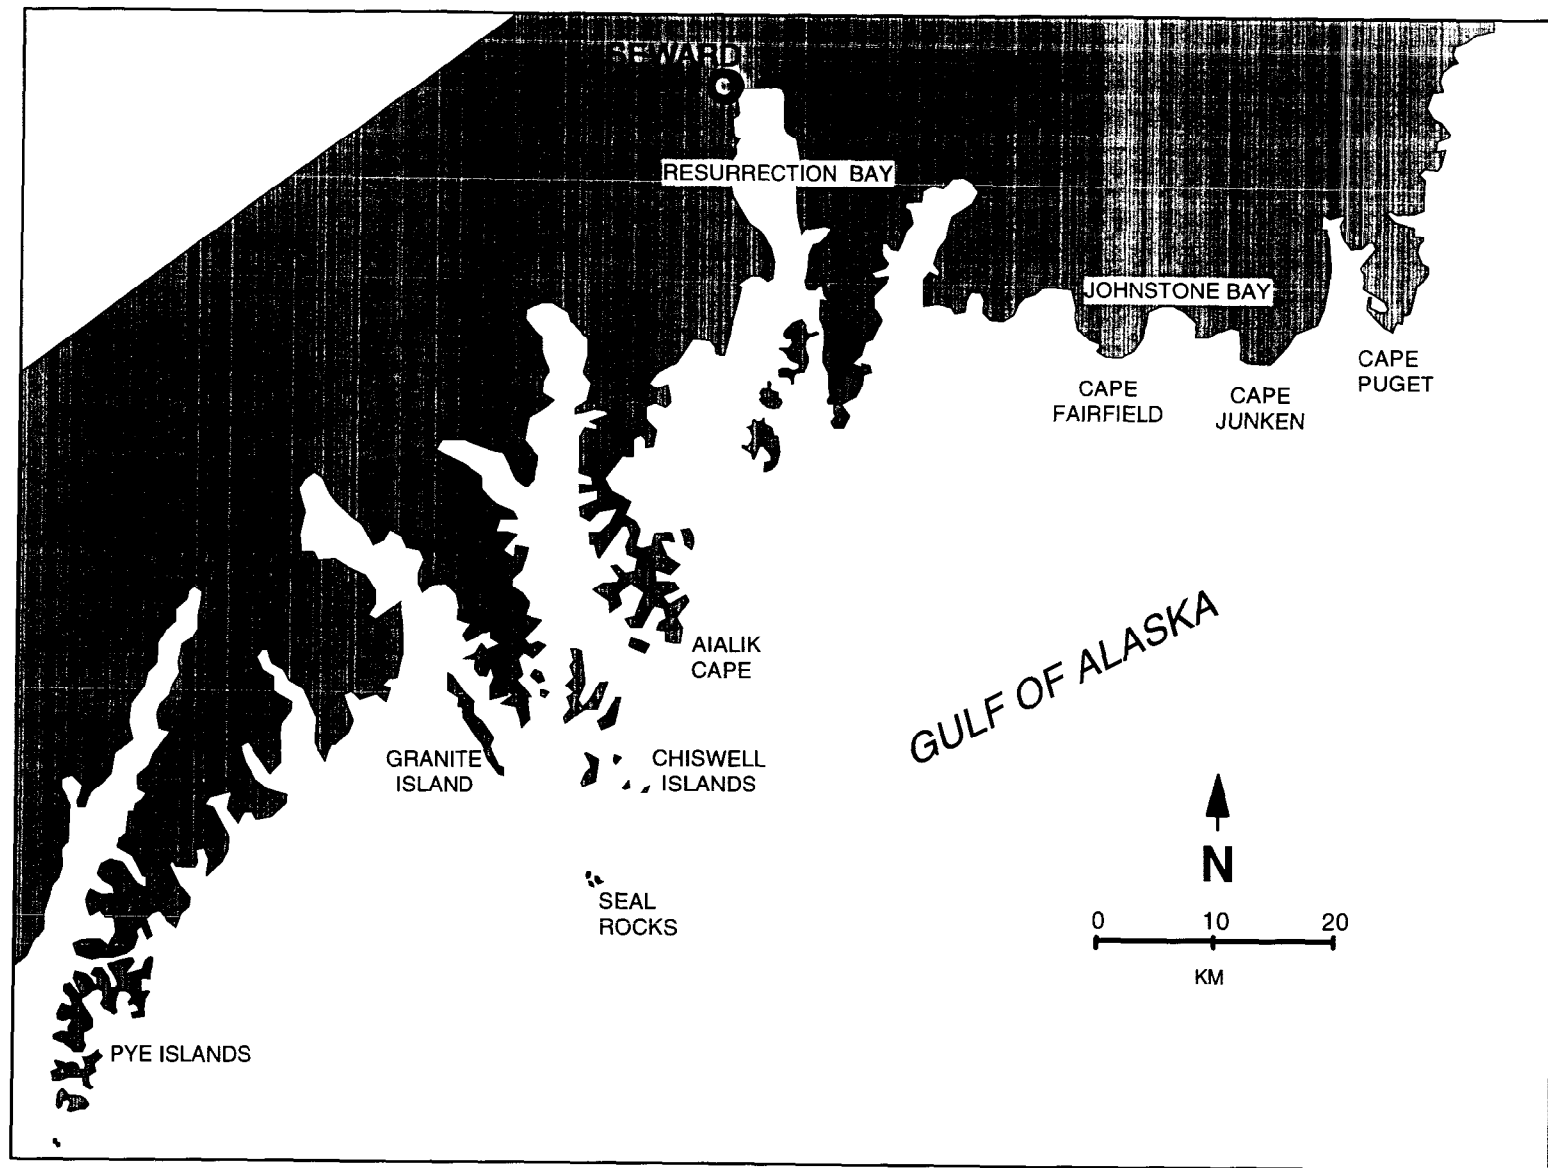 SEWARD
RESURRECTION BAY
JOHNSTONE BAY
CAPE
PUGET
CAPE
FAIRFIELD
CAPE
JUNKEN
AIALIK
CAPE
GULF OF ALASKA
GRANITE
ISLAND
CHISWELL
ISLANDS
N
SEAL
ROCKS
0 10 20
KM
PYE ISLANDS